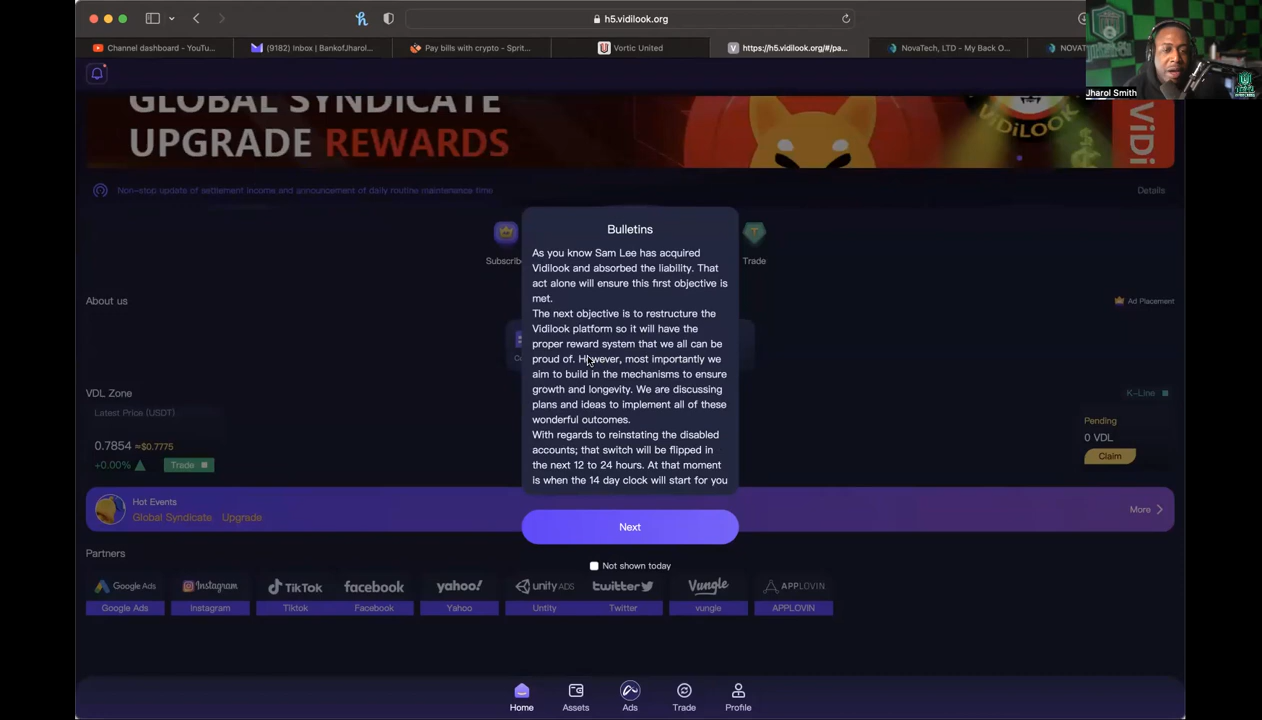 h5.vidilook.org
Channel dashboard - YouTu...
(9182) Inbox | BankofJharol...
Pay bills with crypto - Sprit...
Vortic United
V https://h5.vidilook.org/#/pa...
NovaTech, LTD - My Back O...
Jharol Smith
GLOBAL SYNDICATE
UPGRADE REWARDS
ViDiLOOK
ViDi
Non-stop update of settlement income and announcement of daily routine maintenance time
Details
Subscribe
Trade
About us
Ad Placement
Bulletins
As you know Sam Lee has acquired
Vidilook and absorbed the liability. That
act alone will ensure this first objective is
met.
The next objective is to restructure the
Vidilook platform so it will have the
proper reward system that we all can be
proud of. However, most importantly we
aim to build in the mechanisms to ensure
growth and longevity. We are discussing
plans and ideas to implement all of these
wonderful outcomes.
With regards to reinstating the disabled
accounts; that switch will be flipped in
the next 12 to 24 hours. At that moment
is when the 14 day clock will start for you
Next
Not shown today
VDL Zone
K-Line
Latest Price (USDT)
0.7854 ≈$0.7775
+0.00%
Trade
Pending
0 VDL
Claim
Hot Events
Global Syndicate Upgrade
More
Partners
Google Ads
Instagram
TikTok
facebook
yahoo!
unity ADS
twitter
Vungle
APPLOVIN
Google Ads
Instagram
Tiktok
Facebook
Yahoo
Untity
Twitter
vungle
APPLOVIN
Home
Assets
Ads
Trade
Profile